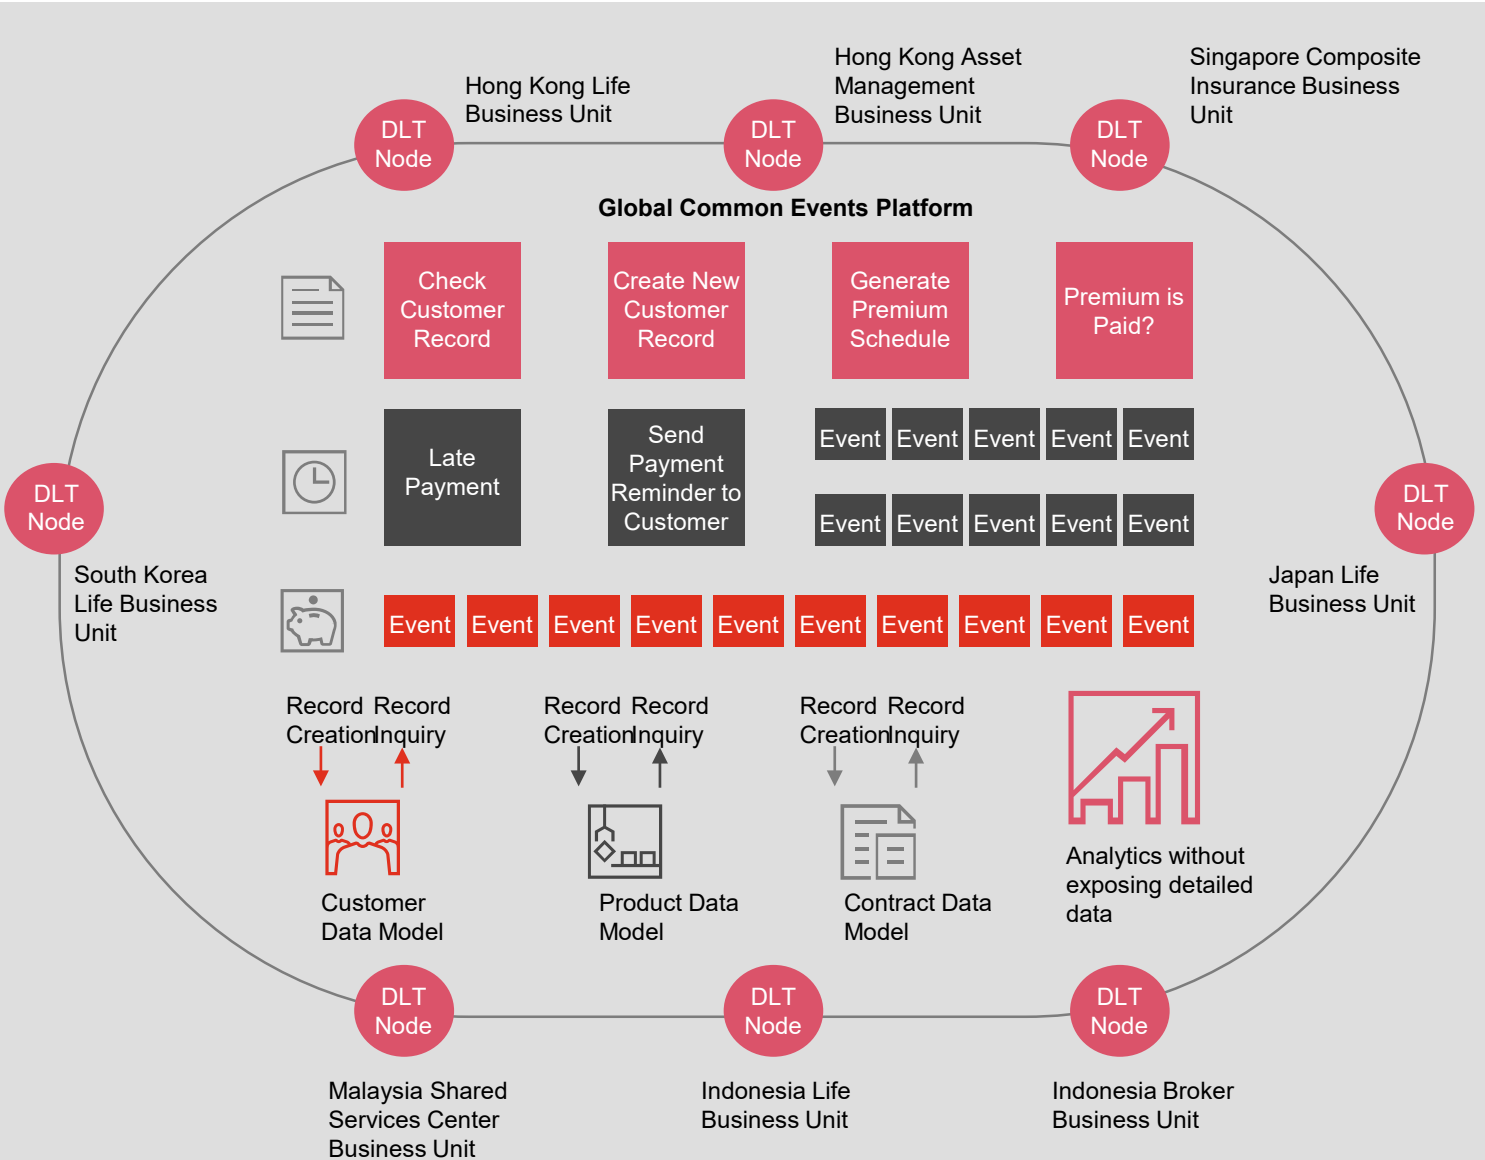 Hong Kong Life
Business Unit
Hong Kong Asset
Management
Business Unit
Singapore Composite
Insurance Business
Unit
DLT
Node
DLT
Node
DLT
Node
Global Common Events Platform
Check
Customer
Record
Create New
Customer
Record
Generate
Premium
Schedule
Premium is
Paid?
Late
Payment
Send
Payment
Reminder to
Customer
Event Event Event Event Event
Event Event Event Event Event
DLT
Node
South Korea
Life Business
Unit
DLT
Node
Japan Life
Business Unit
Event Event Event Event Event Event Event Event Event Event
Record
Creation
Record
Inquiry
Customer
Data Model
Record
Creation
Record
Inquiry
Product Data
Model
Record
Creation
Record
Inquiry
Contract Data
Model
Analytics without
exposing detailed
data
DLT
Node
Malaysia Shared
Services Center
Business Unit
DLT
Node
Indonesia Life
Business Unit
DLT
Node
Indonesia Broker
Business Unit